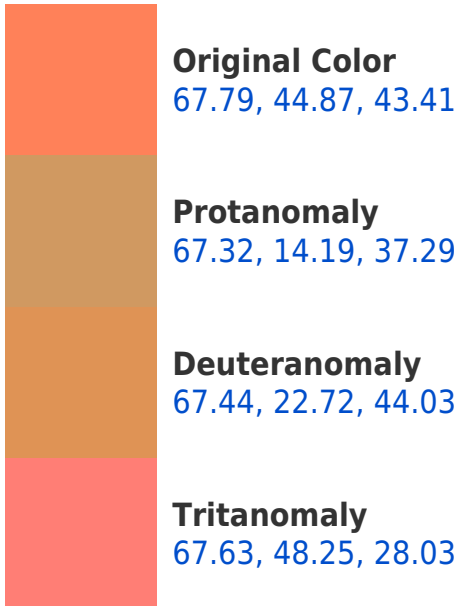 Original Color
67.79, 44.87, 43.41
Protanomaly
67.32, 14.19, 37.29
Deuteranomaly
67.44, 22.72, 44.03
Tritanomaly
67.63, 48.25, 28.03